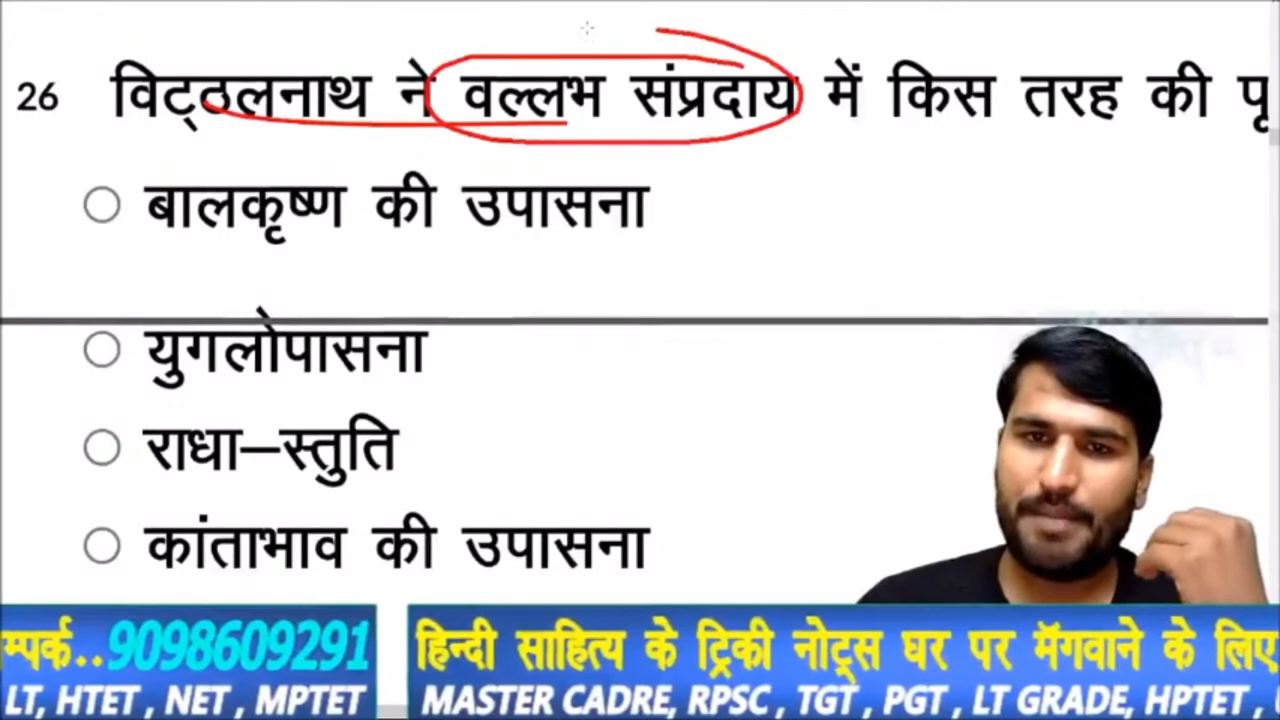 26 विट्ठलनाथ ने वल्लभ संप्रदाय में किस तरह की पू
बालकृष्ण की उपासना
युगलोपासना
राधा–स्तुति
कांताभाव की उपासना
म्पर्क..9098609291
हिन्दी साहित्य के ट्रिकी नोट्स घर पर मॅगवाने के लिए
LT, HTET , NET , MPTET
MASTER CADRE, RPSC , TGT , PGT , LT GRADE, HPTET ,